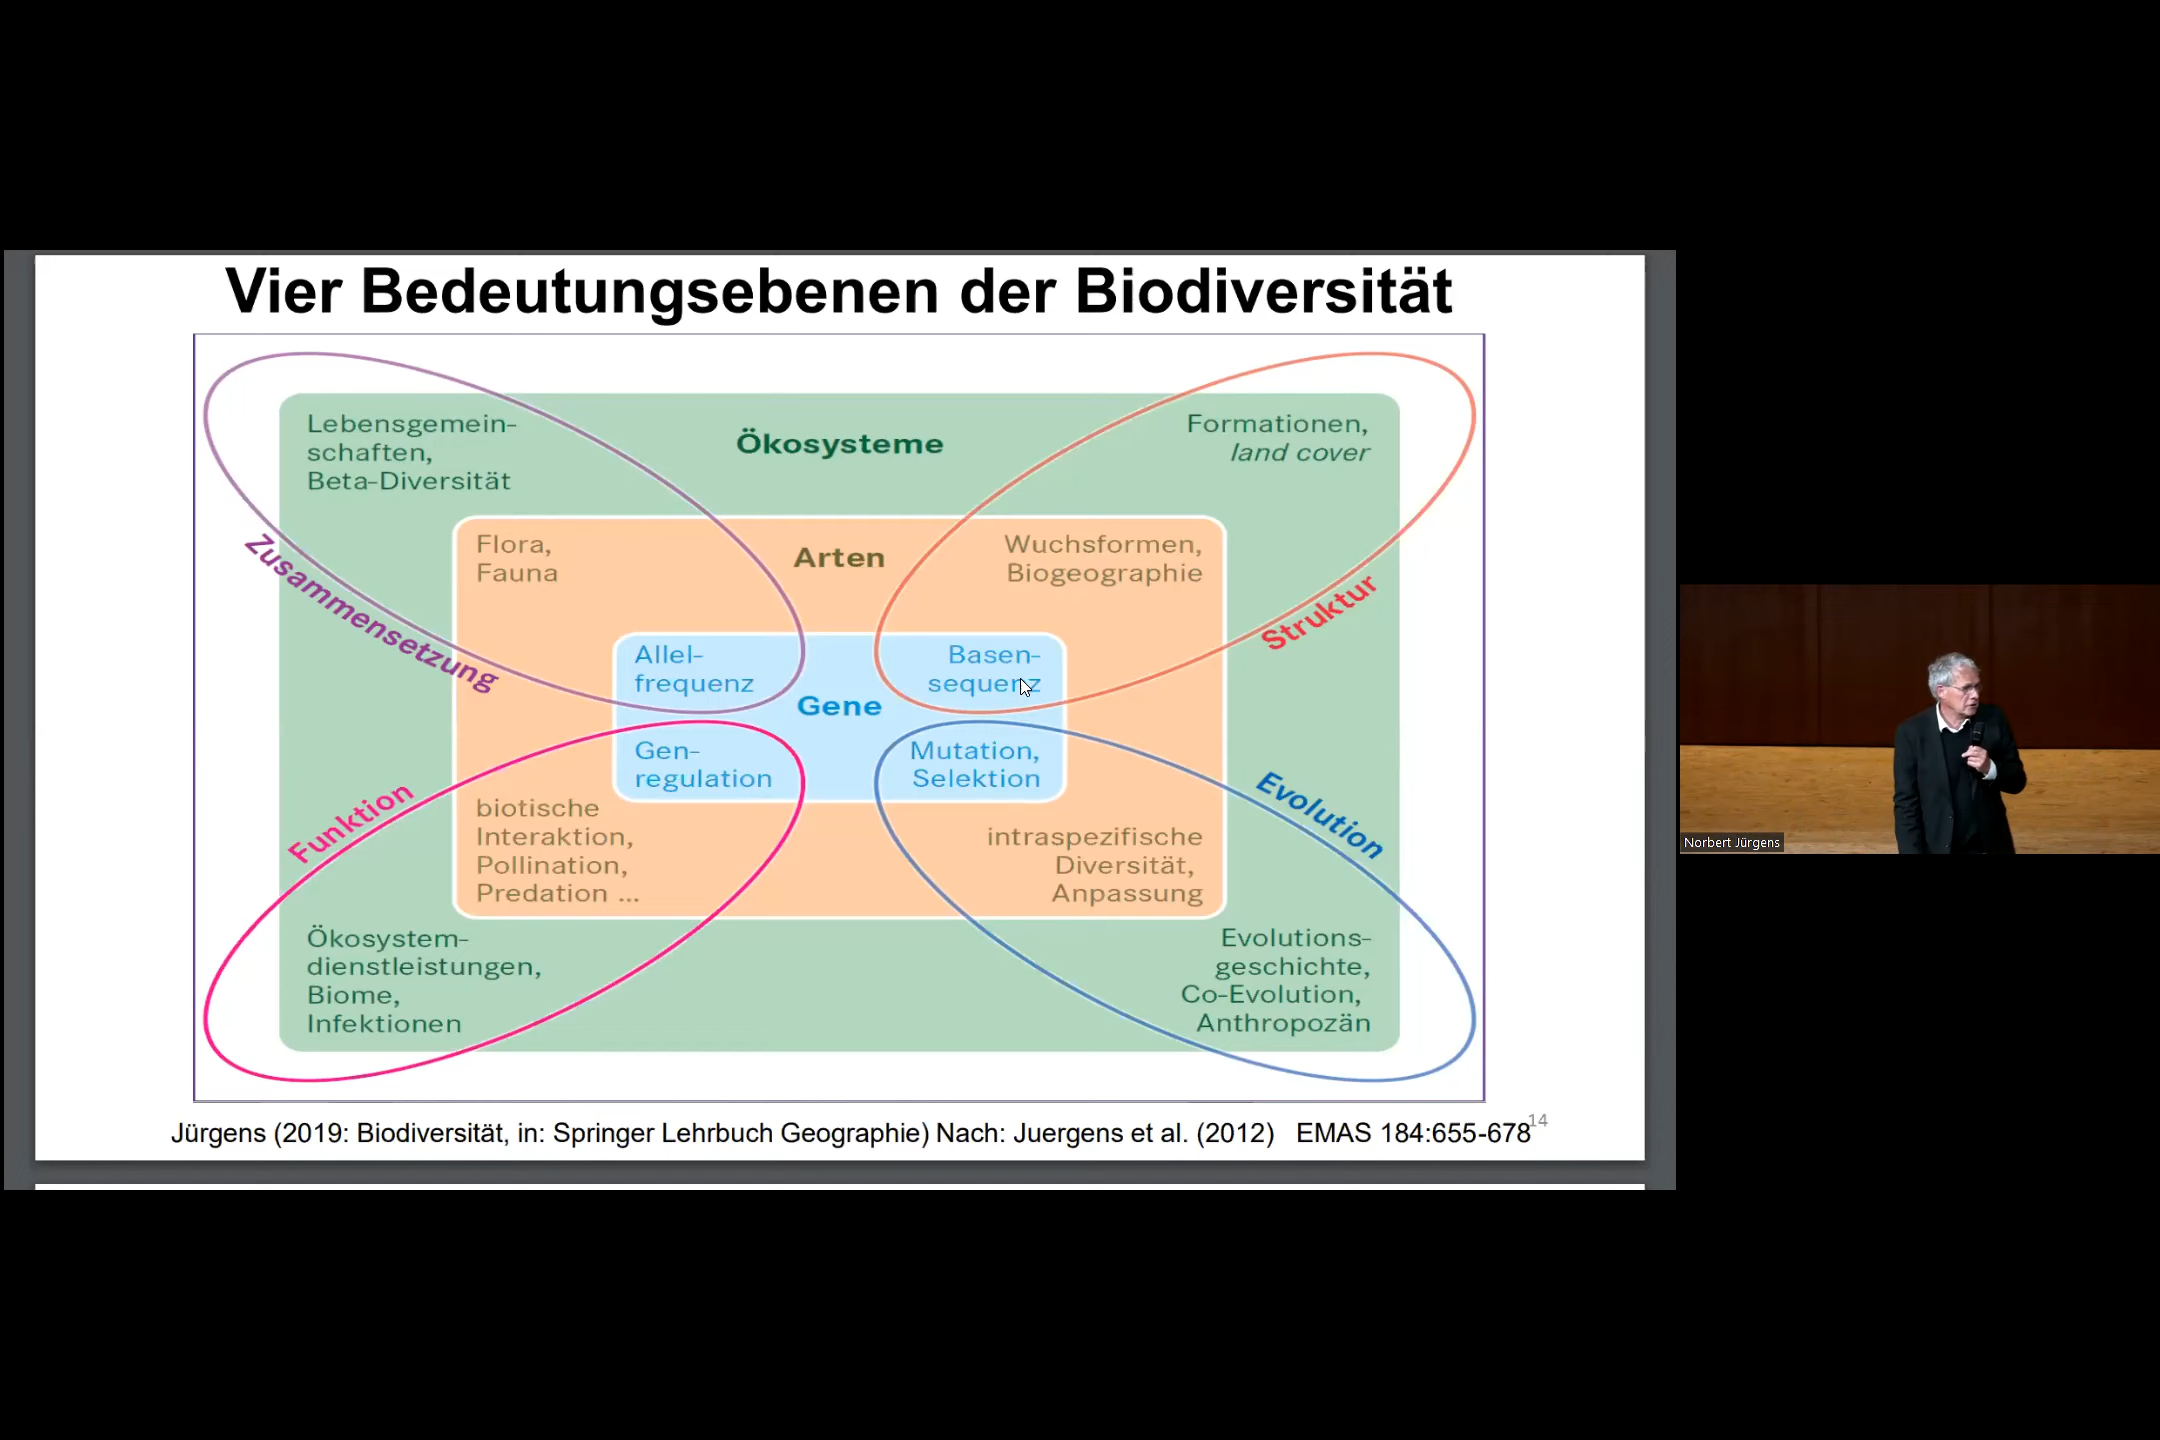 Vier Bedeutungsebenen der Biodiversität
Lebensgemein-
schaften,
Beta-Diversität
Ökosysteme
Formationen,
land cover
Zusammensetzung
Flora,
Fauna
Arten
Wuchsformen,
Biogeographie
Struktur
Allel-
frequenz
Basen-
sequenz
Gene
Gen-
regulation
Mutation,
Selektion
Funktion
biotische
Interaktion,
Pollination,
Predation ...
intraspezifische
Diversität,
Anpassung
Evolution
Ökosystem-
dienstleistungen,
Biome,
Infektionen
Evolutions-
geschichte,
Co-Evolution,
Anthropozän
Jürgens (2019: Biodiversität, in: Springer Lehrbuch Geographie) Nach: Juergens et al. (2012) EMAS 184:655-678
14
Norbert Jürgens